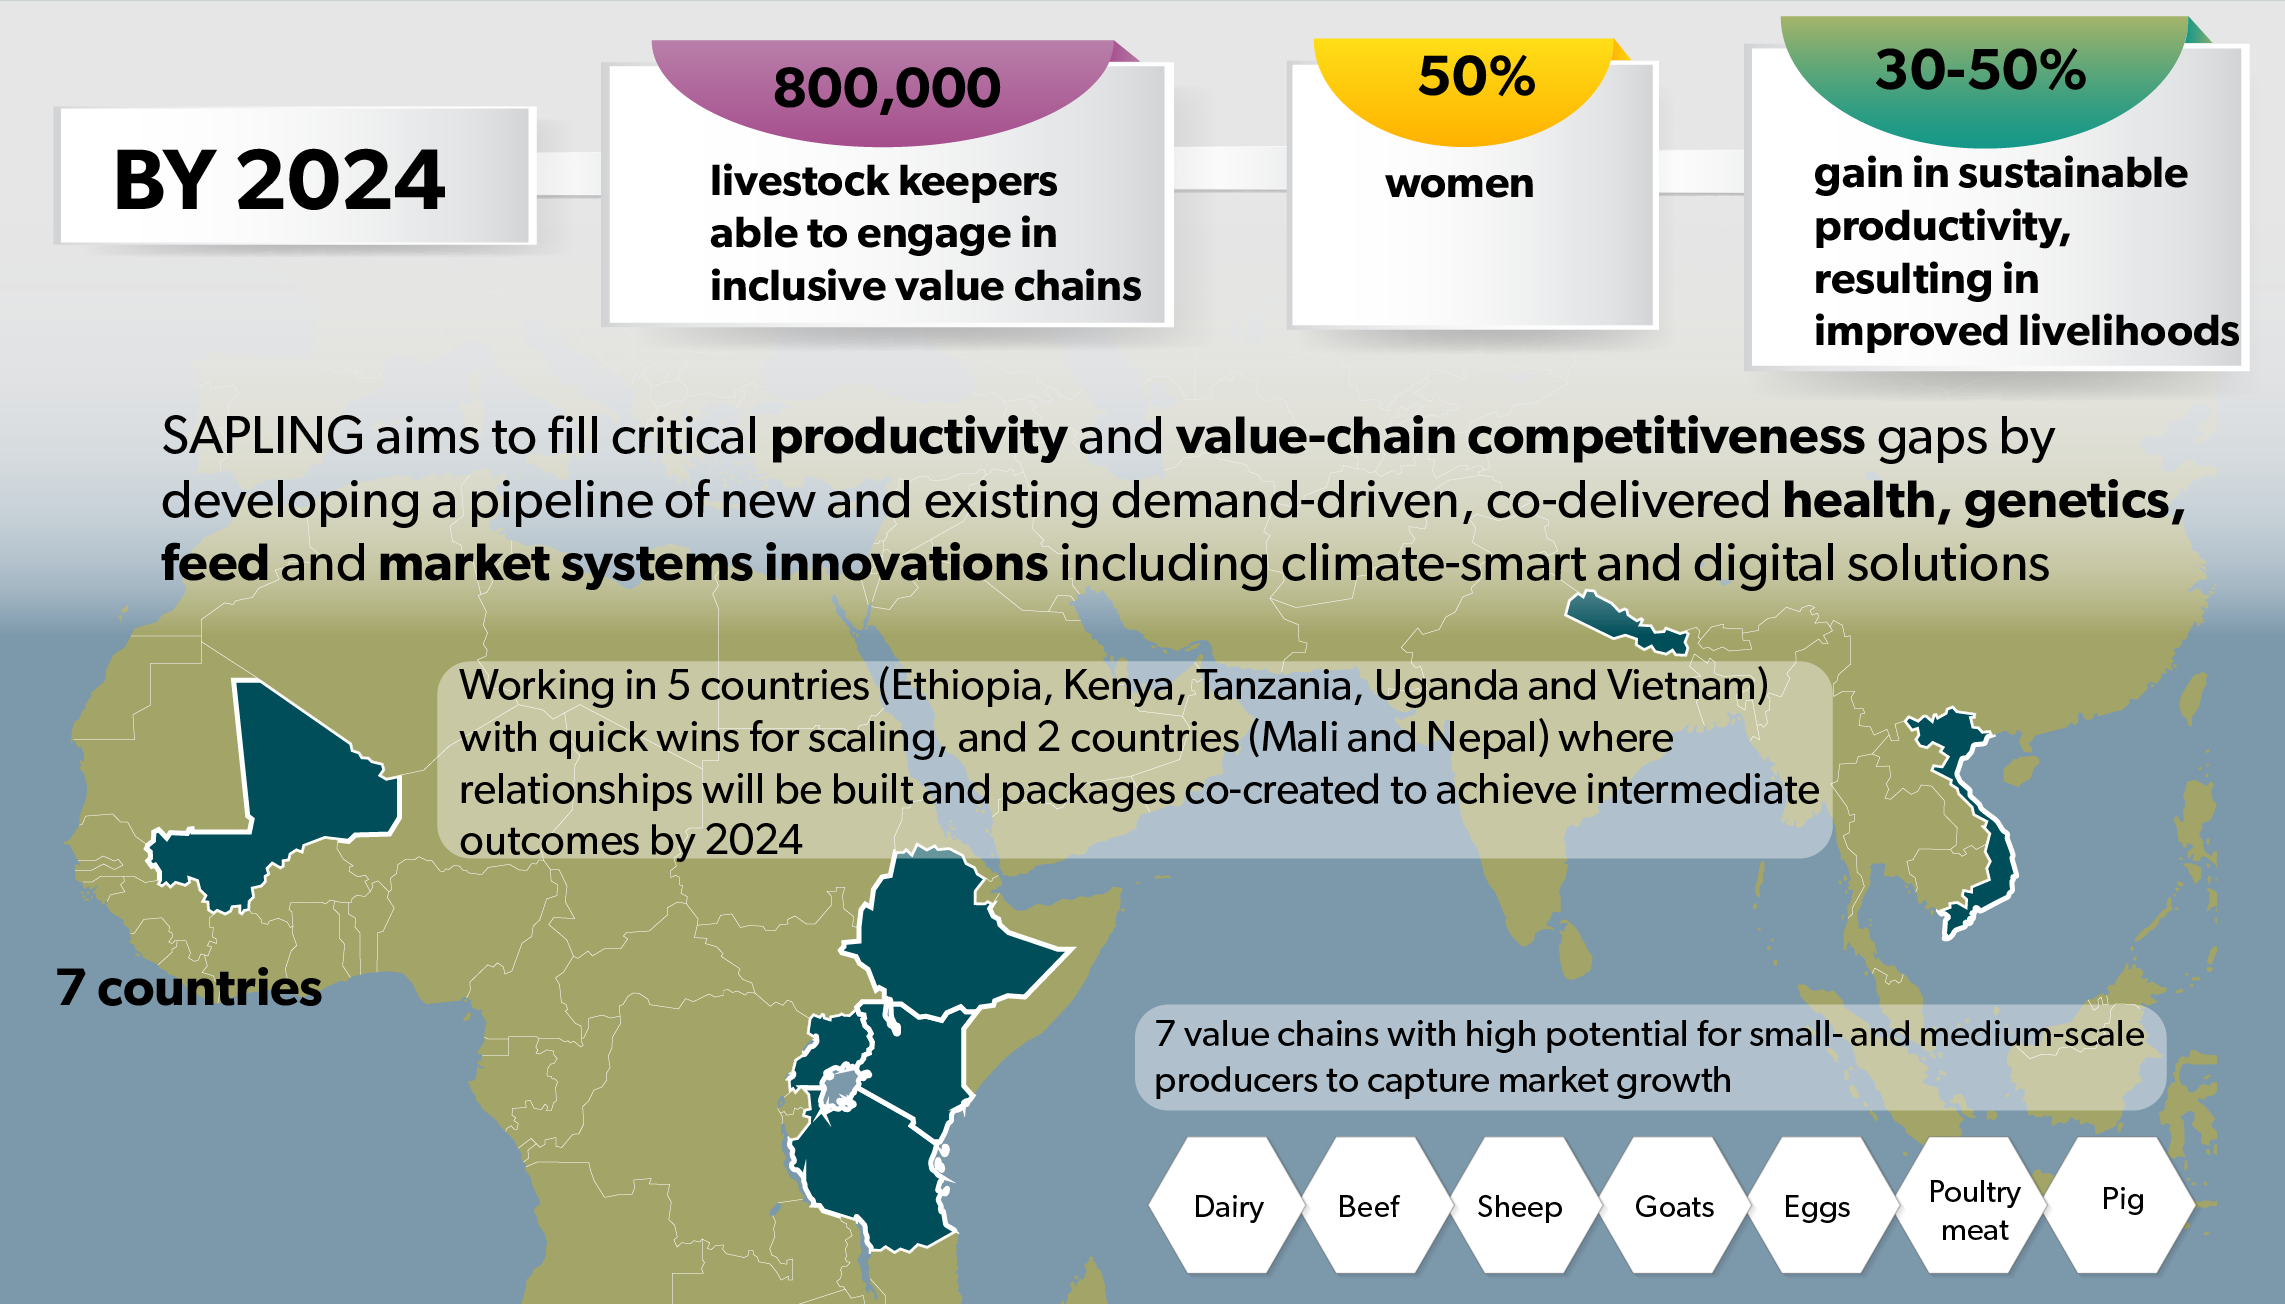 BY 2024
800,000
livestock keepers
able to engage in
inclusive value chains
50%
women
30-50%
gain in sustainable
productivity,
resulting in
improved livelihoods
SAPLING aims to fill critical productivity and value-chain competitiveness gaps by
developing a pipeline of new and existing demand-driven, co-delivered health, genetics,
feed and market systems innovations including climate-smart and digital solutions
Working in 5 countries (Ethiopia, Kenya, Tanzania, Uganda and Vietnam)
with quick wins for scaling, and 2 countries (Mali and Nepal) where
relationships will be built and packages co-created to achieve intermediate
outcomes by 2024
7 countries
7 value chains with high potential for small- and medium-scale
producers to capture market growth
Dairy
Beef
Sheep
Goats
Eggs
Poultry
meat
Pig